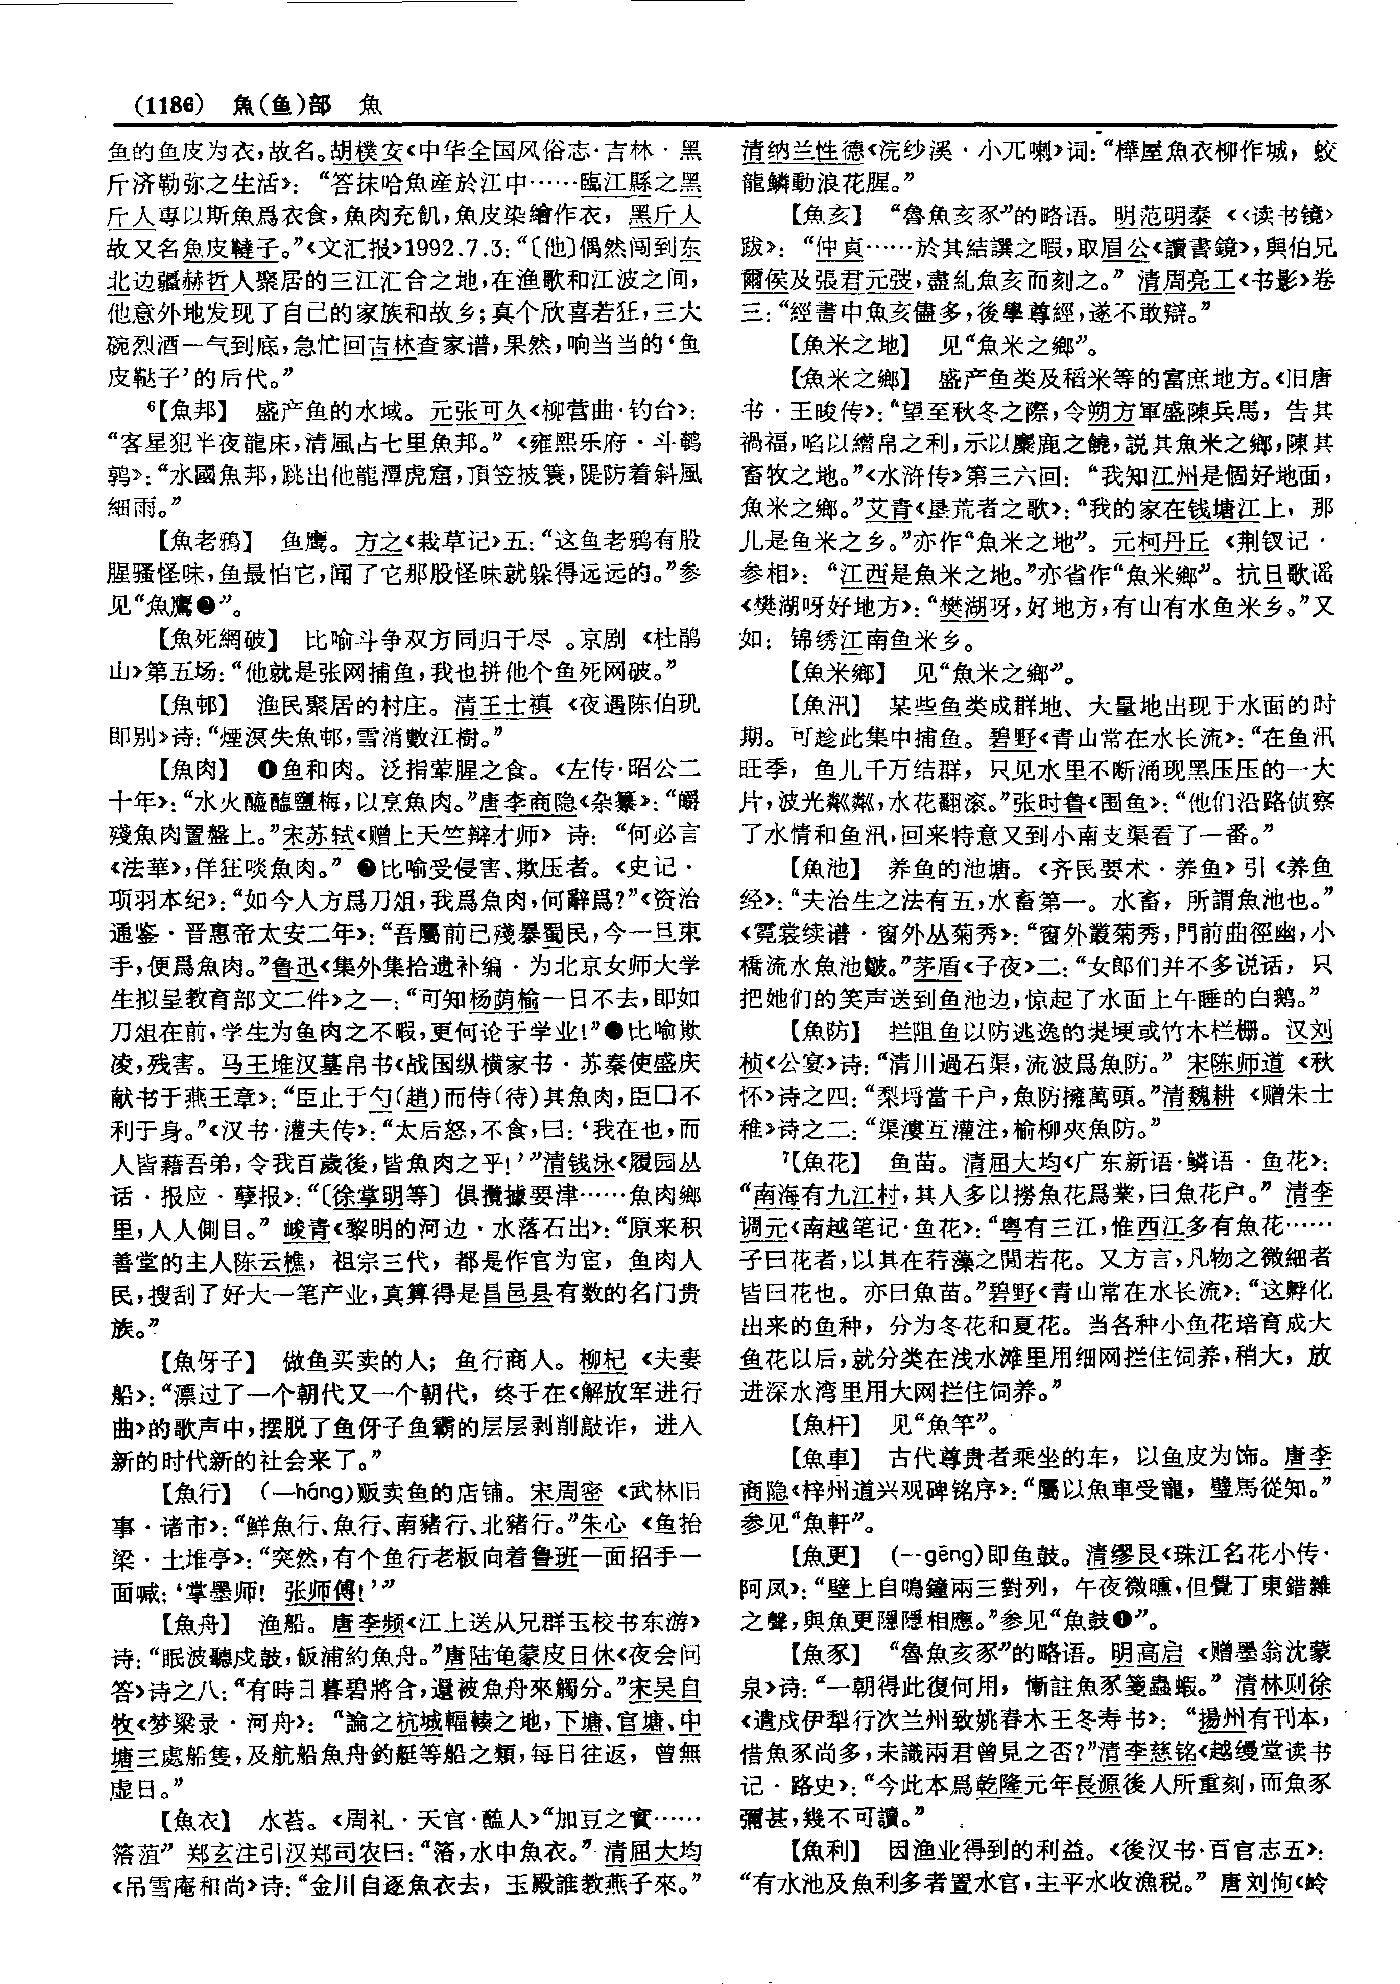 (1186) 魚(鱼)部 魚
鱼的鱼皮为衣,故名。胡樸安《中华全国风俗志·吉林·黑
斤济勒弥之生活》：“答抹哈魚産於江中……臨江縣之黑
斤人專以斯魚爲衣食,魚肉充飢,魚皮染繪作衣，黑斤人
故又名魚皮韃子。”《文汇报》1992.7.3:“〔他〕偶然闯到东
北边疆赫哲人聚居的三江汇合之地,在渔歌和江波之间,
他意外地发现了自己的家族和故乡;真个欣喜若狂,三大
碗烈酒一气到底,急忙回吉林查家谱,果然,响当当的‘鱼
皮鞑子’的后代。”
⁶【魚邦】 盛产鱼的水域。元张可久《柳营曲·钓台》:
“客星犯半夜龍床,清風占七里魚邦。”《雍熙乐府·斗鹌
鹑》:“水國魚邦,跳出他龍潭虎窟,頂笠披簑,隄防着斜風
細雨。”
【魚老鸦】 鱼鹰。方之《栽草记》五:“这鱼老鸦有股
腥骚怪味,鱼最怕它,闻了它那股怪味就躲得远远的。”参
见“魚鷹❷”。
【魚死網破】 比喻斗争双方同归于尽。京剧《杜鹃
山》第五场:“他就是张网捕鱼,我也拼他个鱼死网破。”
【魚邨】 渔民聚居的村庄。清王士禛《夜遇陈伯玑
即别》诗:“煙溟失魚邨,雪消數江樹。”
【魚肉】 ❶鱼和肉。泛指荤腥之食。《左传·昭公二
十年》:“水火醯醢鹽梅,以烹魚肉。”唐李商隐《杂纂》:“嚼
殘魚肉置盤上。”宋苏轼《赠上天竺辩才师》诗：“何必言
《法華》,佯狂啖魚肉。”❷比喻受侵害、欺压者。《史记·
项羽本纪》:“如今人方爲刀俎,我爲魚肉,何辭爲?”《资治
通鉴·晋惠帝太安二年》:“吾屬前已殘暴蜀民,今一旦束
手,便爲魚肉。”鲁迅《集外集拾遗补编·为北京女师大学
生拟呈教育部文二件》之一:“可知杨荫榆一日不去,即如
刀俎在前,学生为鱼肉之不暇,更何论于学业!”❸比喻欺
凌,残害。马王堆汉墓帛书《战国纵横家书·苏秦使盛庆
献书于燕王章》:“臣止于勺(趙)而侍(待)其魚肉,臣□不
利于身。”《汉书·灌夫传》:“太后怒,不食,曰:‘我在也,而
人皆藉吾弟,令我百歲後,皆魚肉之乎!’”清钱泳《履园丛
话·报应·孽报》:“〔徐掌明等〕俱攬據要津……魚肉鄉
里,人人側目。”峻青《黎明的河边·水落石出》:“原来积
善堂的主人陈云樵，祖宗三代，都是作官为宦，鱼肉人
民,搜刮了好大一笔产业,真算得是昌邑县有数的名门贵
族。”
【魚伢子】 做鱼买卖的人；鱼行商人。柳杞《夫妻
船》:“漂过了一个朝代又一个朝代，终于在《解放军进行
曲》的歌声中,摆脱了鱼伢子鱼霸的层层剥削敲诈，进入
新的时代新的社会来了。”
【魚行】 (—háng)贩卖鱼的店铺。宋周密《武林旧
事·诸市》:“鮮魚行、魚行、南豬行、北豬行。”朱心《鱼抬
梁·土堆亭》:“突然,有个鱼行老板向着鲁班一面招手一
面喊:‘掌墨师！张师傅!’”
【魚舟】 渔船。唐李频《江上送从兄群玉校书东游》
诗:“眠波聽戍鼓,飯浦約魚舟。”唐陆龟蒙皮日休《夜会问
答》诗之八:“有時日暮碧將合,還被魚舟來觸分。”宋吴自
牧《梦粱录·河舟》：“論之杭城輻輳之地,下塘、官塘、中
塘三處船隻,及航船魚舟釣艇等船之類,每日往返，曾無
虚日。”
【魚衣】 水苔。《周礼·天官·醢人》“加豆之實……
箈菹”郑玄注引汉郑司农曰:“箈,水中魚衣。”清屈大均
《吊雪庵和尚》诗:“金川自逐魚衣去，玉殿誰教燕子來。”
清纳兰性德《浣纱溪·小兀喇》词:“樺屋魚衣柳作城，蛟
龍鱗動浪花腥。”
【魚亥】 “魯魚亥豕”的略语。明范明泰《〈读书镜〉
跋》：“仲貞……於其結譔之暇,取眉公《讀書鏡》,與伯兄
爾侯及張君元弢,盡糺魚亥而刻之。”清周亮工《书影》卷
三:“經書中魚亥儘多,後學尊經,遂不敢辯。”
【魚米之地】 见“魚米之鄉”。
【魚米之鄉】 盛产鱼类及稻米等的富庶地方。《旧唐
书·王晙传》:“望至秋冬之際,令朔方軍盛陳兵馬，告其
禍福,啗以繒帛之利,示以麋鹿之饒,説其魚米之鄉,陳其
畜牧之地。”《水浒传》第三六回：“我知江州是個好地面,
魚米之鄉。”艾青《垦荒者之歌》:“我的家在钱塘江上，那
儿是鱼米之乡。”亦作“魚米之地”。元柯丹丘《荆钗记·
参相》：“江西是魚米之地。”亦省作“魚米鄉”。抗日歌谣
《樊湖呀好地方》:“樊湖呀,好地方,有山有水鱼米乡。”又
如：锦绣江南鱼米乡。
【魚米鄉】 见“魚米之鄉”。
【魚汛】 某些鱼类成群地、大量地出现于水面的时
期。可趁此集中捕鱼。碧野《青山常在水长流》:“在鱼汛
旺季，鱼儿千万结群，只见水里不断涌现黑压压的一大
片,波光粼粼,水花翻滚。”张时鲁《围鱼》:“他们沿路侦察
了水情和鱼汛,回来特意又到小南支渠看了一番。”
【魚池】 养鱼的池塘。《齐民要术·养鱼》引《养鱼
经》:“夫治生之法有五,水畜第一。水畜，所謂魚池也。”
《霓裳续谱·窗外丛菊秀》:“窗外叢菊秀,門前曲徑幽,小
橋流水魚池皺。”茅盾《子夜》二:“女郎们并不多说话，只
把她们的笑声送到鱼池边,惊起了水面上午睡的白鹅。”
【魚防】 拦阻鱼以防逃逸的堤埂或竹木栏栅。汉刘
桢《公宴》诗:“清川過石渠,流波爲魚防。”宋陈师道《秋
怀》诗之四:“梨埒當千户,魚防擁萬頭。”清魏耕《赠朱士
稚》诗之二:“渠漊互灌注,榆柳夾魚防。”
⁷【魚花】 鱼苗。清屈大均《广东新语·鳞语·鱼花》:
“南海有九江村,其人多以撈魚花爲業,曰魚花户。”清李
调元《南越笔记·鱼花》:“粤有三江,惟西江多有魚花……
子曰花者,以其在荇藻之間若花。又方言,凡物之微細者
皆曰花也。亦曰魚苗。”碧野《青山常在水长流》:“这孵化
出来的鱼种，分为冬花和夏花。当各种小鱼花培育成大
鱼花以后,就分类在浅水滩里用细网拦住饲养,稍大，放
进深水湾里用大网拦住饲养。”
【魚杆】 见“魚竿”。
【魚車】 古代尊贵者乘坐的车，以鱼皮为饰。唐李
商隐《梓州道兴观碑铭序》:“屬以魚車受寵，璧馬從知。”
参见“魚軒”。
【魚更】 (—gēng)即鱼鼓。清缪艮《珠江名花小传·
阿凤》:“壁上自鳴鐘兩三對列，午夜微曛,但覺丁東錯雜
之聲,與魚更隱隱相應。”参见“魚鼓❶”。
【魚豕】 “魯魚亥豕”的略语。明高启《赠墨翁沈蒙
泉》诗:“一朝得此復何用，慚註魚豕箋蟲蝦。”清林则徐
《遣戍伊犁行次兰州致姚春木王冬寿书》：“揚州有刊本，
惜魚豕尚多,未識兩君曾見之否?”清李慈铭《越缦堂读书
记·路史》:“今此本爲乾隆元年長源後人所重刻,而魚豕
彌甚,幾不可讀。”
【魚利】 因渔业得到的利益。《後汉书·百官志五》:
“有水池及魚利多者置水官,主平水收漁税。”唐刘恂《岭